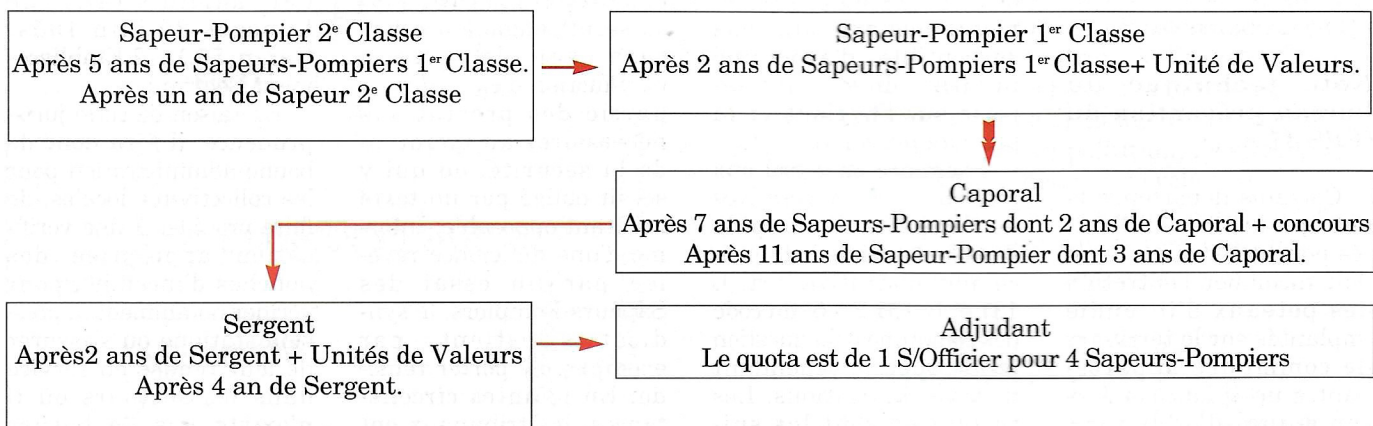 Sapeur-Pompier 2e Classe
Après 5 ans de Sapeurs-Pompiers 1er Classe.
Après un an de Sapeur 2e Classe
Sapeur-Pompier 1er Classe
Après 2 ans de Sapeurs-Pompiers 1er Classe+ Unité de Valeurs.
Caporal
Après 7 ans de Sapeurs-Pompiers dont 2 ans de Caporal + concours
Après 11 ans de Sapeur-Pompier dont 3 ans de Caporal.
Sergent
Après2 ans de Sergent + Unités de Valeurs
Après 4 an de Sergent.
Adjudant
Le quota est de 1 S/Officier pour 4 Sapeurs-Pompiers